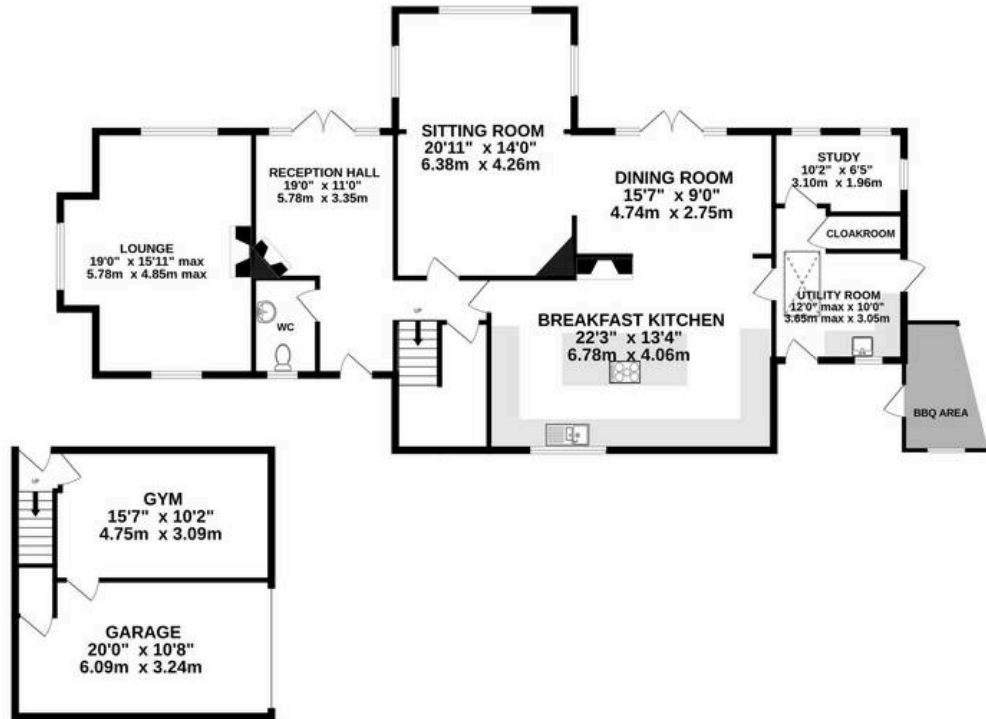 SITTING ROOM
20'11" x 14'0"
6.38m x 4.26m
RECEPTION HALL
19'0" x 11'0"
5.78m x 3.35m
STUDY
10'2" x 6'5"
3.10m x 1.96m
DINING ROOM
15'7" x 9'0"
4.74m x 2.75m
LOUNGE
19'0" x 15'11" max
5.78m x 4.85m max
CLOAKROOM
UTILITY ROOM
12'0" max x 10'0"
3.65m max x 3.05m
WC
UP
BREAKFAST KITCHEN
22'3" x 13'4"
6.78m x 4.06m
BBQ AREA
UP
GYM
15'7" x 10'2"
4.75m x 3.09m
GARAGE
20'0" x 10'8"
6.09m x 3.24m